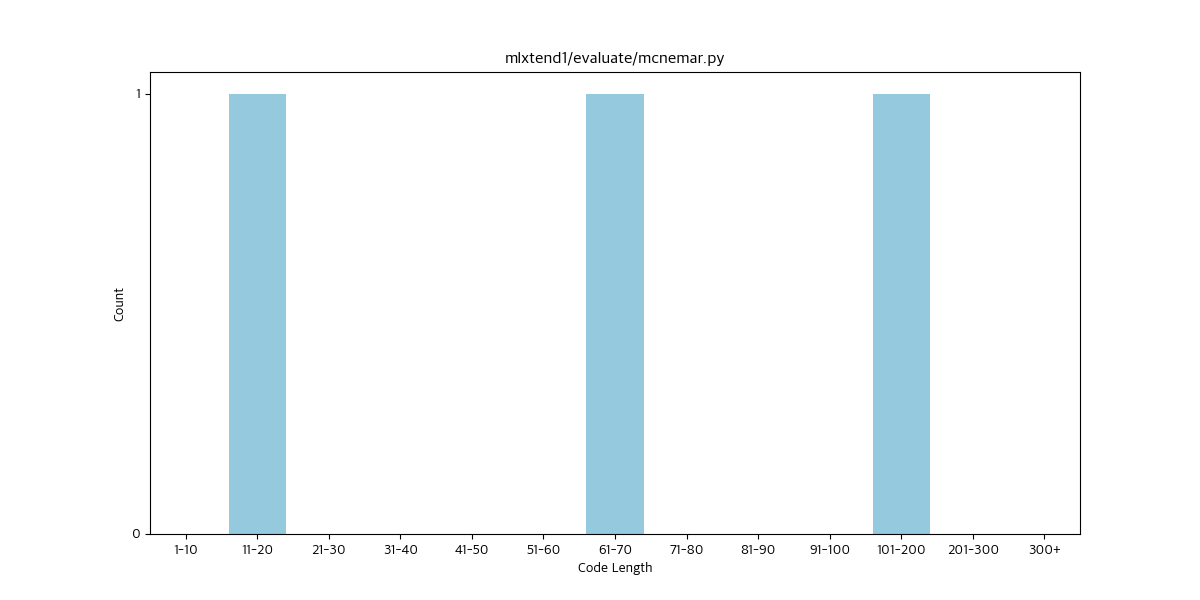 mlxtend1/evaluate/mcnemar.py
1
Count
0
1-10 11-20 21-30 31-40 41-50 51-60 61-70 71-80 81-90 91-100 101-200 201-300 300+
Code Length